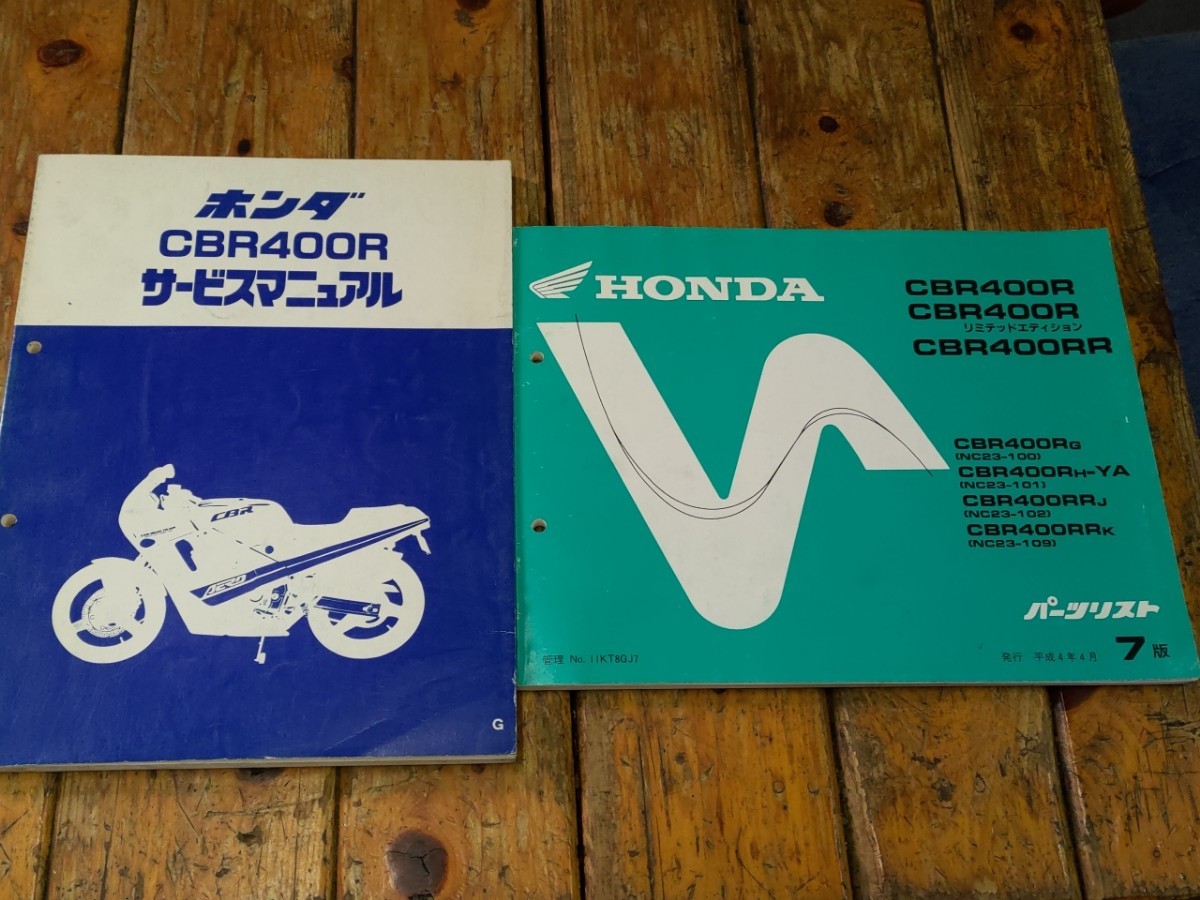 ホンダ
CBR400R
サービスマニュアル
CBR
AERO
G
HONDA
CBR400R
CBR400R
リミテッドエディション
CBR400RR
CBR400RG
(NC23-100)
CBR400RH-YA
(NC23-101)
CBR400RRJ
(NC23-102)
CBR400RRK
(NC23-109)
パーツリスト
管理 No. 11KT8GJ7
発行 平成4年4月 7版